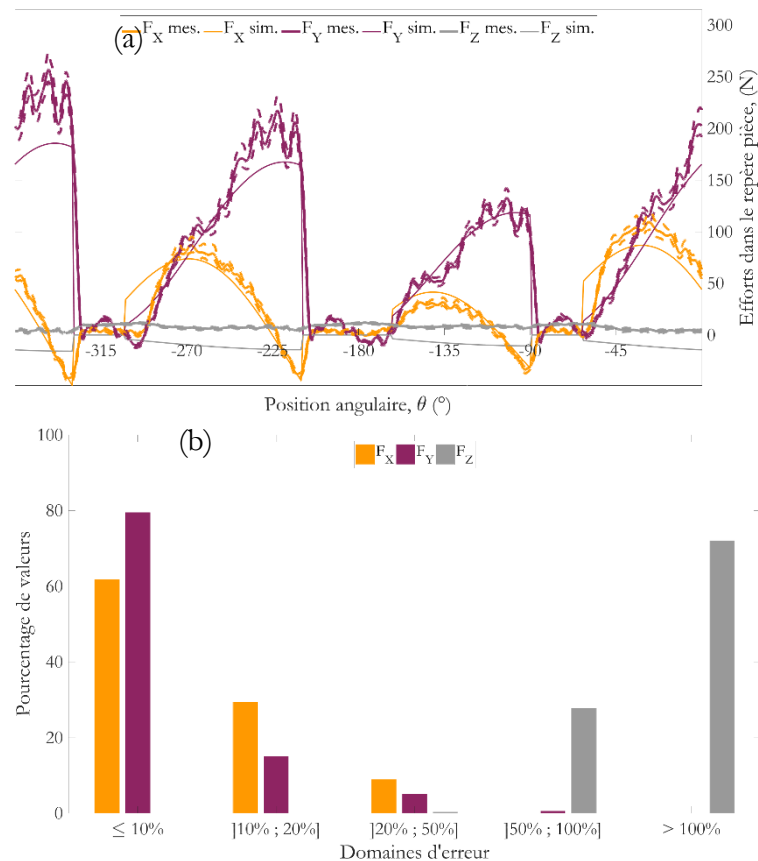 (a)
F_X mes. F_X sim. F_Y mes. F_Y sim. F_Z mes. F_Z sim.
300
250
200
150
100
50
0
Efforts dans le repère pièce, (N)
-315 -270 -225 -180 -135 -90 -45
Position angulaire, θ (°)
(b)
F_X F_Y F_Z
100
80
60
40
20
0
Pourcentage de valeurs
≤ 10% ]10% ; 20%] ]20% ; 50%] ]50% ; 100%] > 100%
Domaines d'erreur